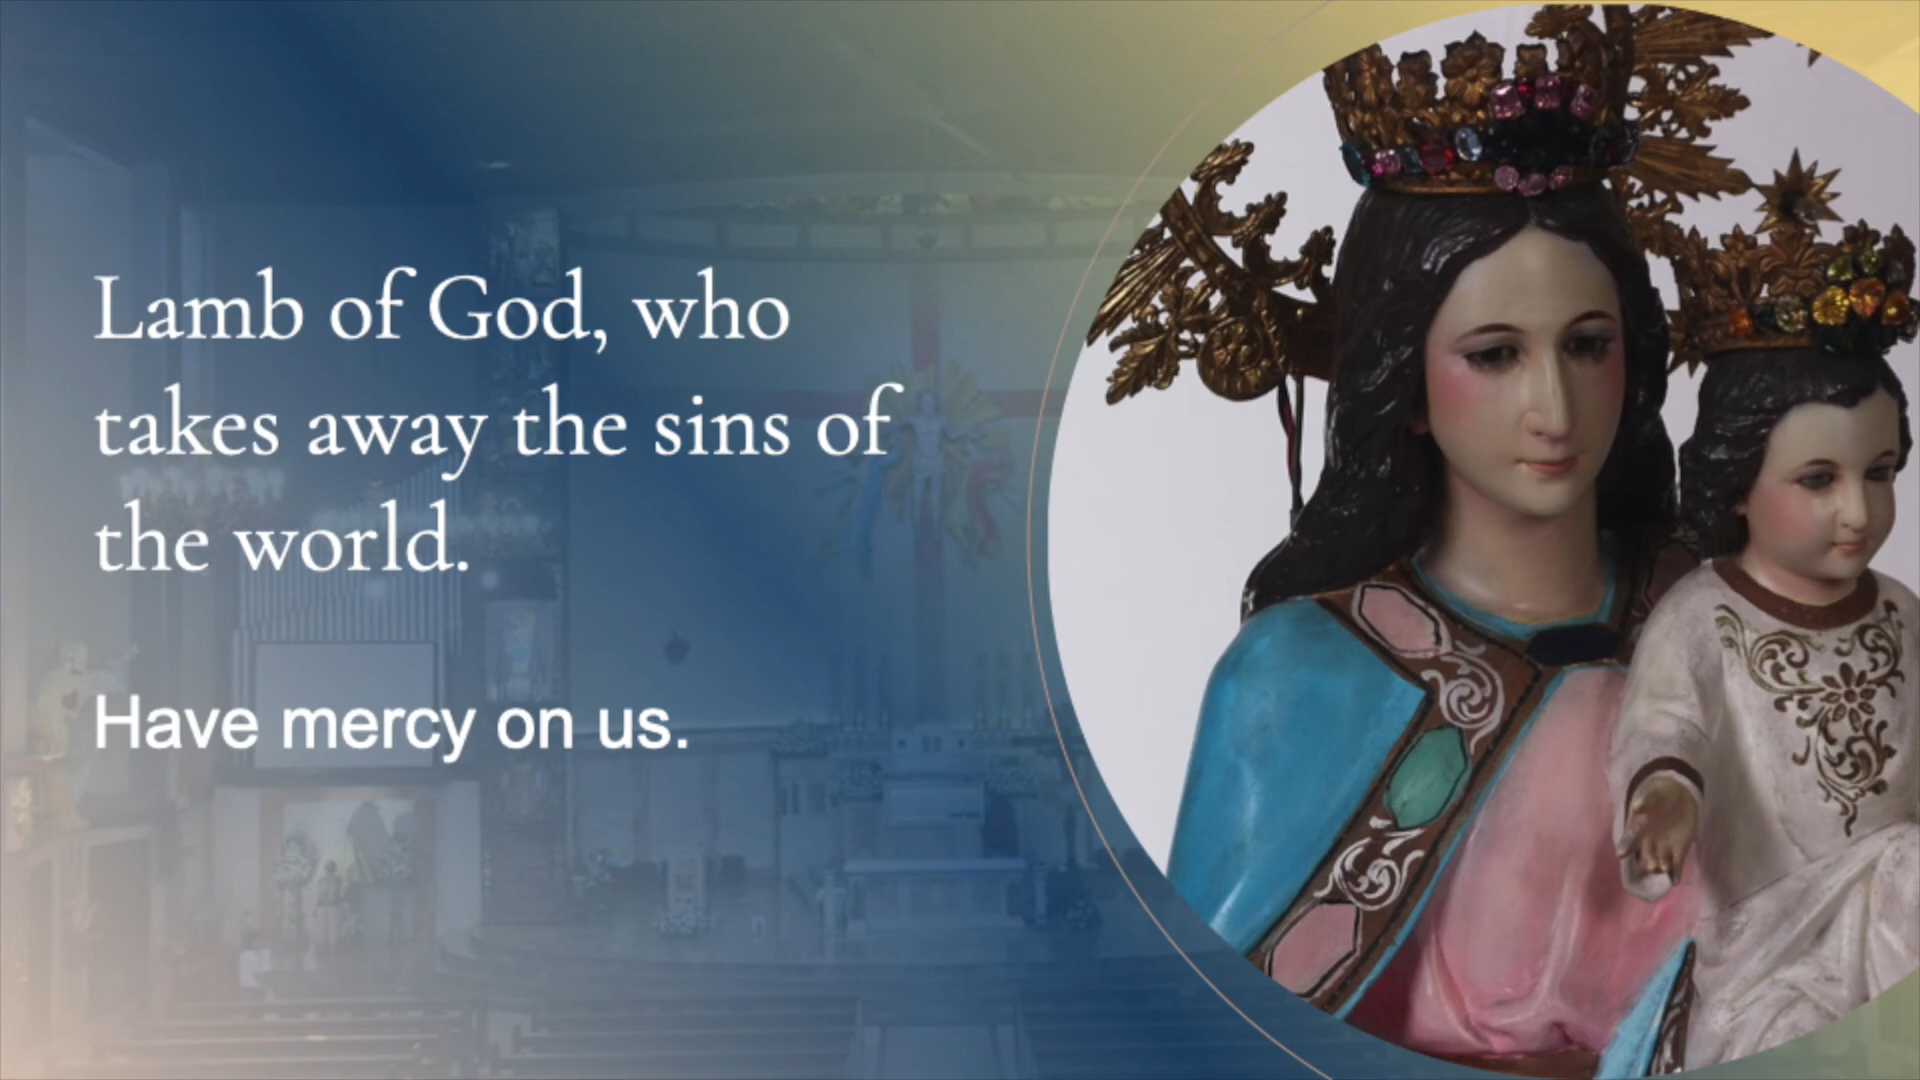 Lamb of God, who
takes away the sins of
the world.
Have mercy on us.